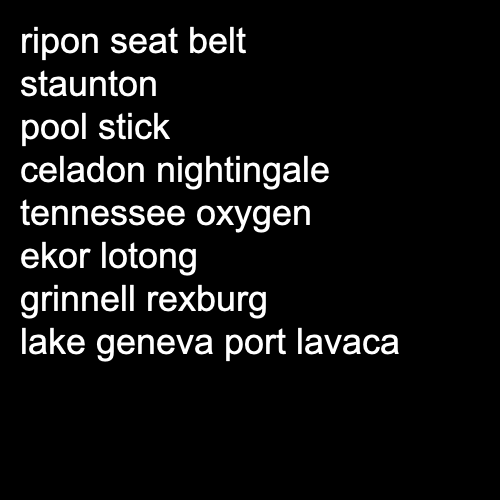 ripon seat belt
staunton
pool stick
celadon nightingale
tennessee oxygen
ekor lotong
grinnell rexburg
lake geneva port lavaca